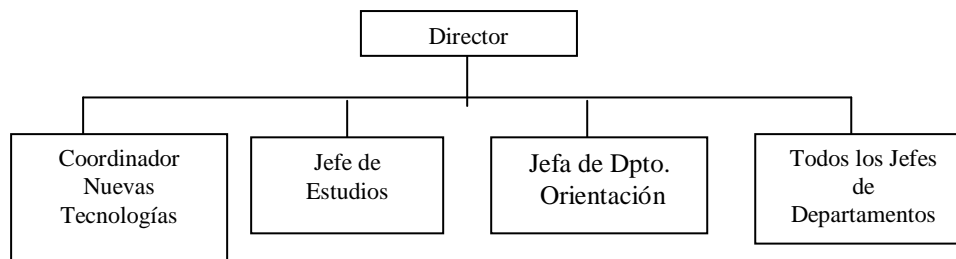 Director
Coordinador
Nuevas
Tecnologías
Jefe de
Estudios
Jefa de Dpto.
Orientación
Todos los Jefes
de
Departamentos